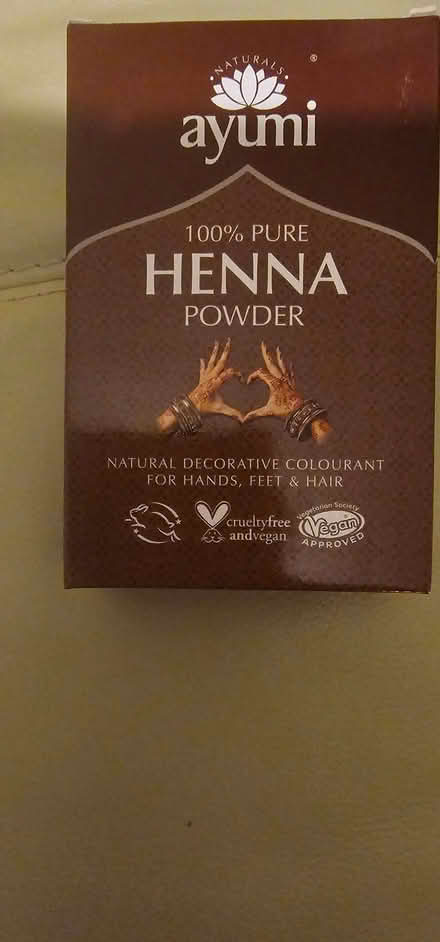 NATURALS
®
ayumi
100% PURE
HENNA
POWDER
NATURAL DECORATIVE COLOURANT
FOR HANDS, FEET & HAIR
crueltyfree
andvegan
Vegetarian Society
Vegan
APPROVED